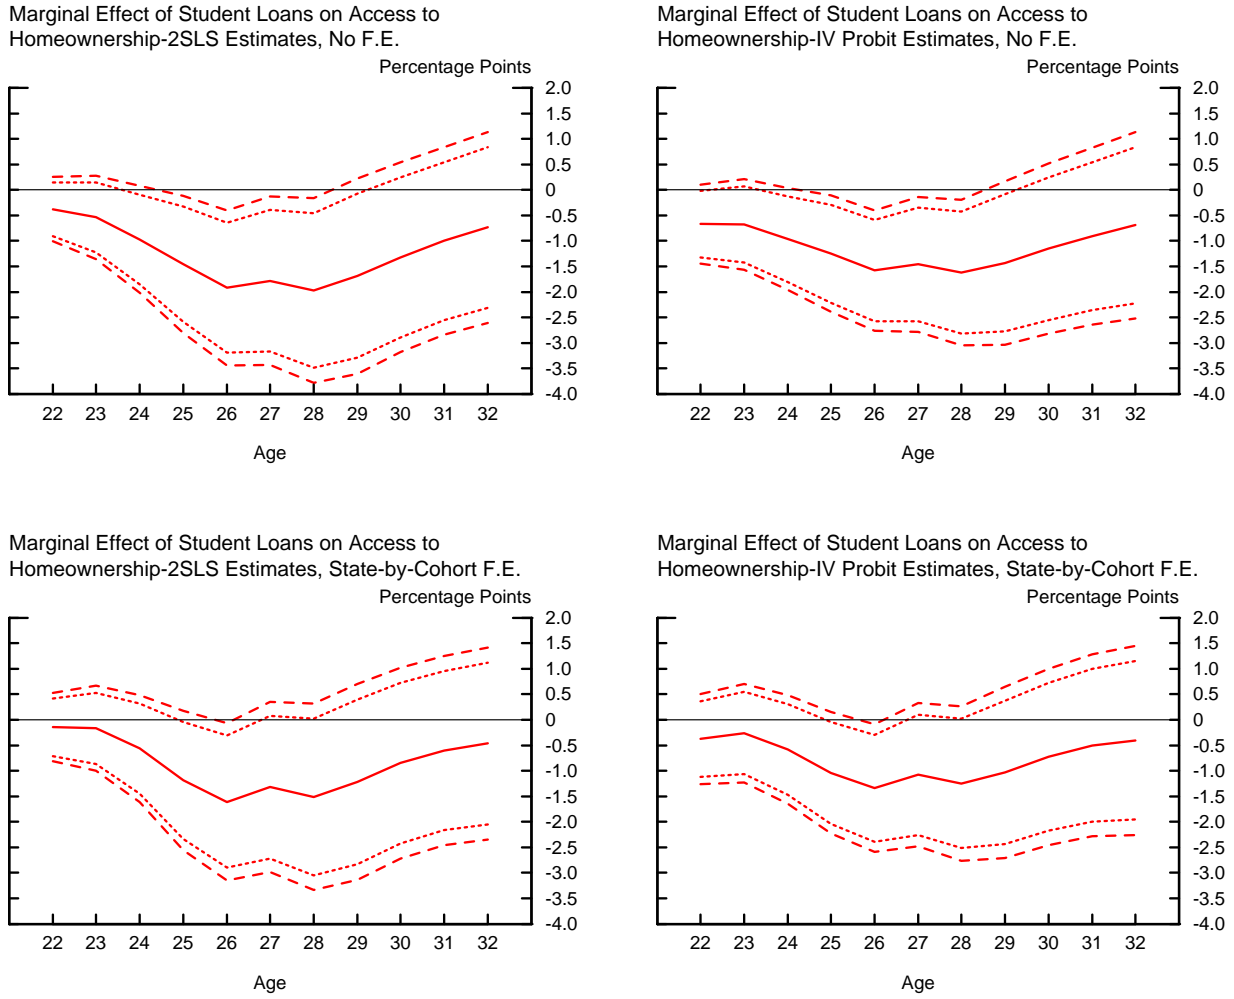 Marginal Effect of Student Loans on Access to
Homeownership-2SLS Estimates, No F.E.
Percentage Points
2.0
1.5
1.0
0.5
0
-0.5
-1.0
-1.5
-2.0
-2.5
-3.0
-3.5
-4.0
22 23 24 25 26 27 28 29 30 31 32
Age
Marginal Effect of Student Loans on Access to
Homeownership-IV Probit Estimates, No F.E.
Percentage Points
2.0
1.5
1.0
0.5
0
-0.5
-1.0
-1.5
-2.0
-2.5
-3.0
-3.5
-4.0
22 23 24 25 26 27 28 29 30 31 32
Age
Marginal Effect of Student Loans on Access to
Homeownership-2SLS Estimates, State-by-Cohort F.E.
Percentage Points
2.0
1.5
1.0
0.5
0
-0.5
-1.0
-1.5
-2.0
-2.5
-3.0
-3.5
-4.0
22 23 24 25 26 27 28 29 30 31 32
Age
Marginal Effect of Student Loans on Access to
Homeownership-IV Probit Estimates, State-by-Cohort F.E.
Percentage Points
2.0
1.5
1.0
0.5
0
-0.5
-1.0
-1.5
-2.0
-2.5
-3.0
-3.5
-4.0
22 23 24 25 26 27 28 29 30 31 32
Age